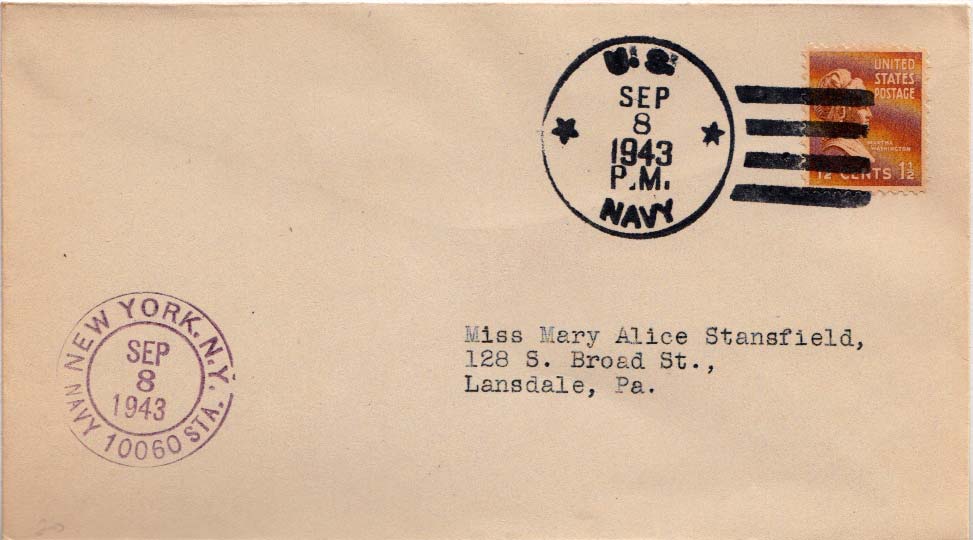 U.S.
SEP
8
1943
P.M.
NAVY
UNITED
STATES
POSTAGE
MARTHA
WASHINGTON
1½ CENTS 1½
Miss Mary Alice Stansfield,
128 S. Broad St.,
Lansdale, Pa.
NEW YORK, N.Y.
SEP
8
1943
NAVY 10060 STA.
20